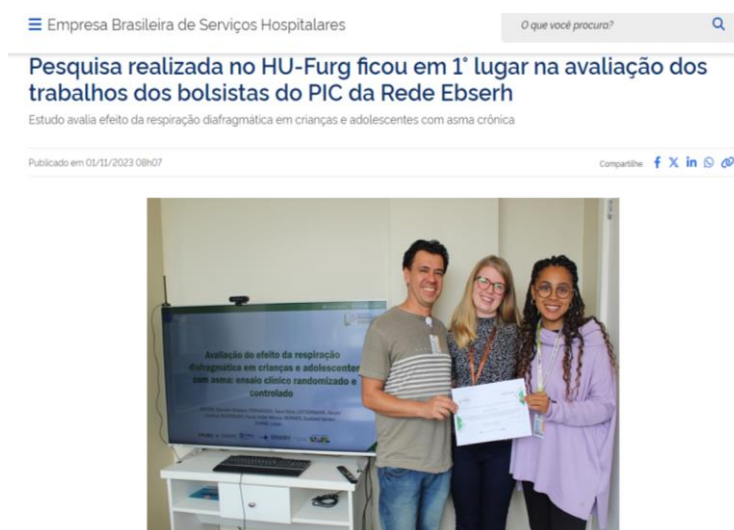 Empresa Brasileira de Serviços Hospitalares
O que você procura?
Pesquisa realizada no HU-Furg ficou em 1° lugar na avaliação dos
trabalhos dos bolsistas do PIC da Rede Ebserh
Estudo avalia efeito da respiração diafragmática em crianças e adolescentes com asma crônica
Publicado em 01/11/2023 08h07
Compartilhe
Avaliação do efeito da respiração
diafragmática em crianças e adolescentes
com asma: ensaio clínico randomizado e
controlado